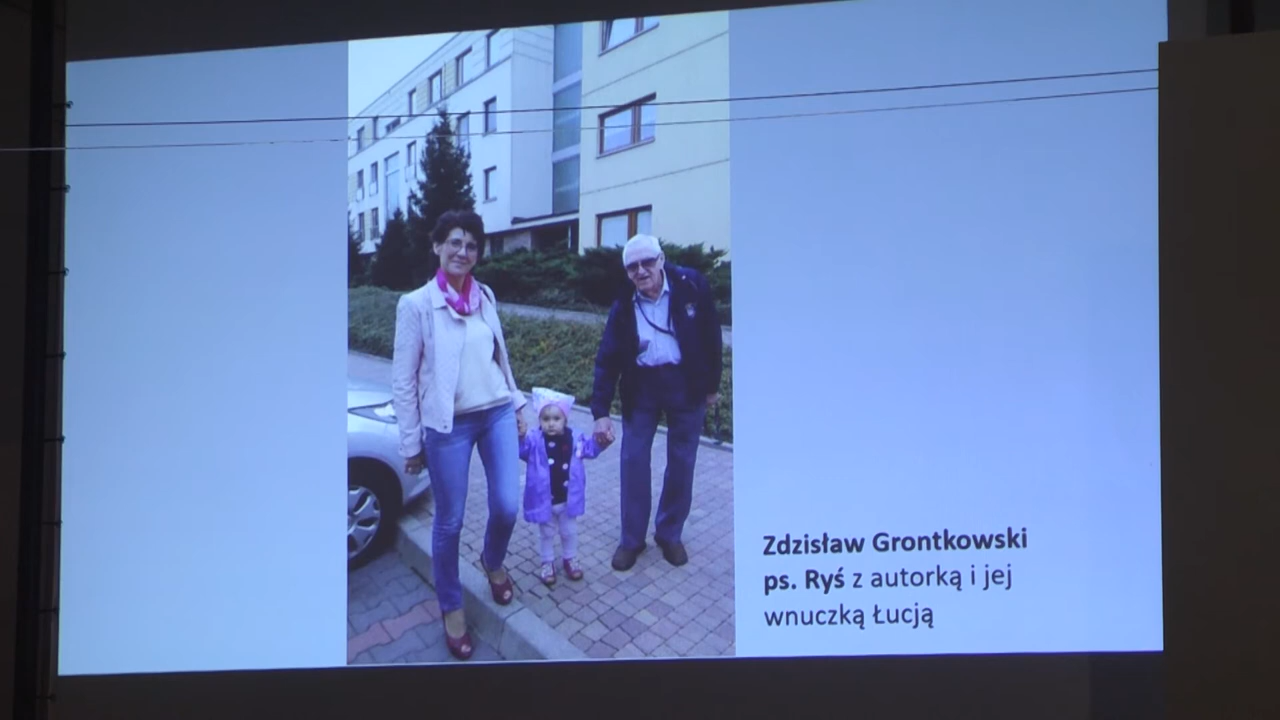 Zdzisław Grontkowski
ps. Ryś z autorką i jej
wnuczką Łucją